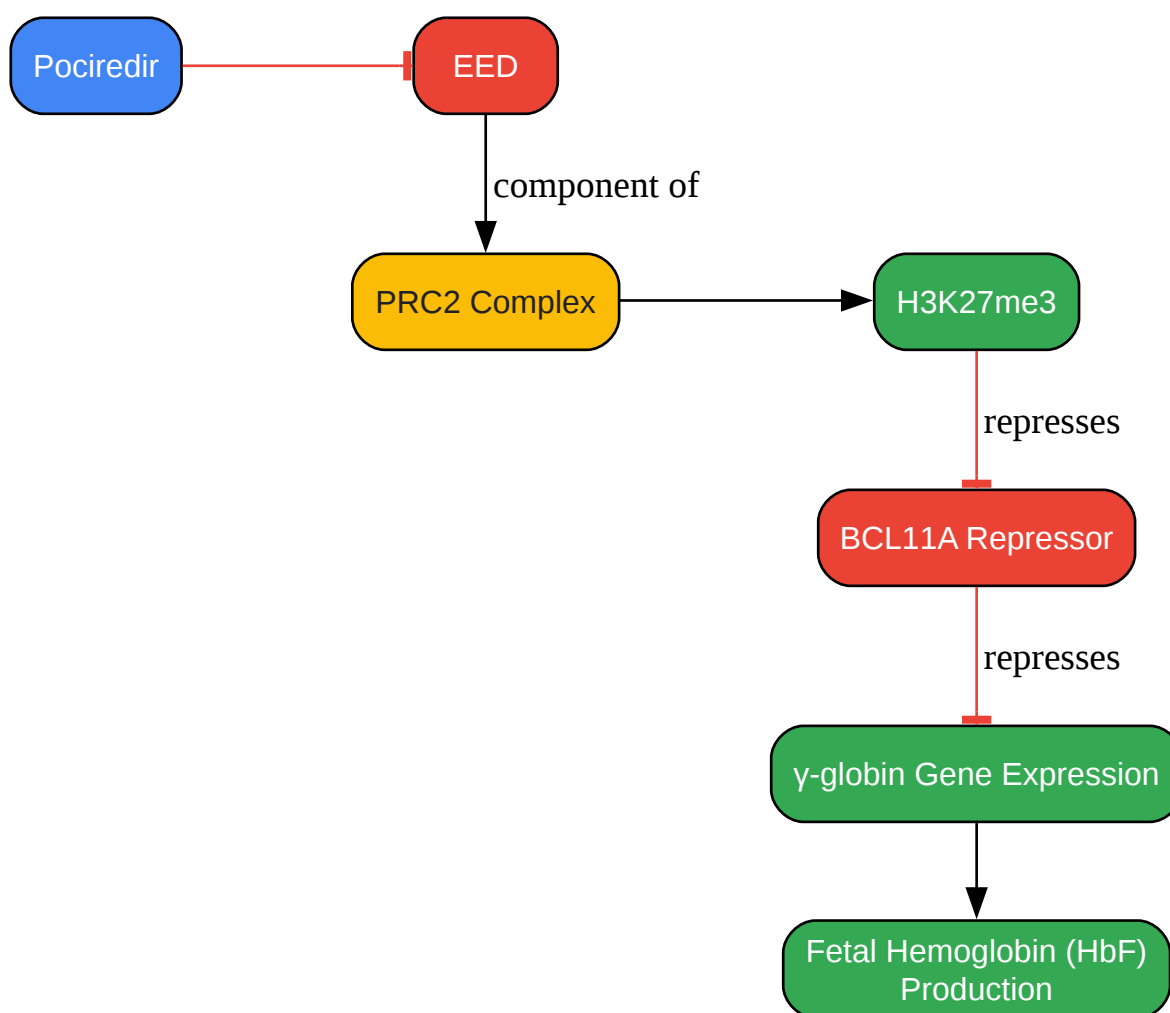 Pociredir
EED
component of
PRC2 Complex
H3K27me3
represses
BCL11A Repressor
represses
γ-globin Gene Expression
Fetal Hemoglobin (HbF)
Production